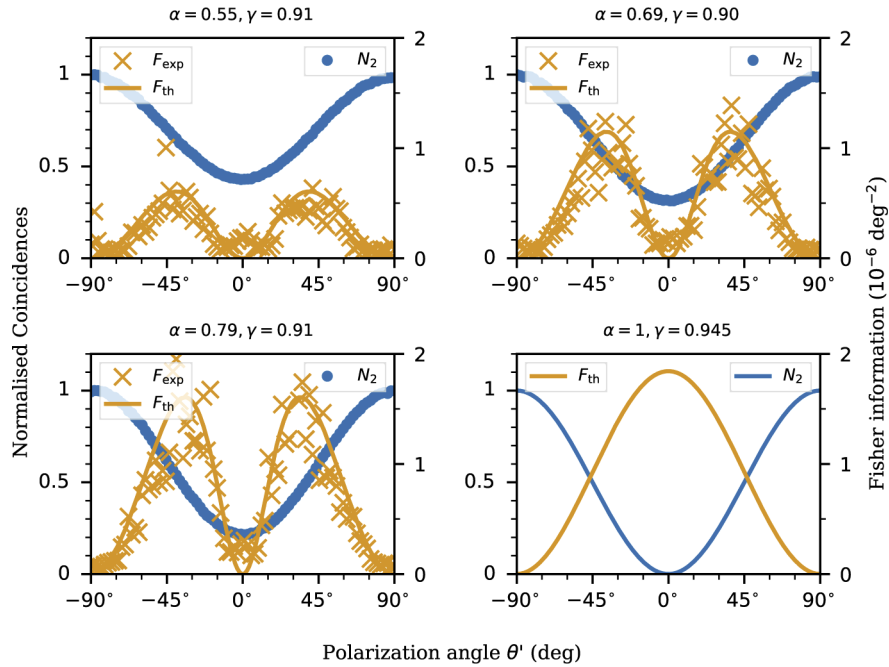 α = 0.55, γ = 0.91
α = 0.69, γ = 0.90
F_exp
F_th
N_2
1
0.5
0
2
1
0
−90° −45° 0° 45° 90°
F_exp
F_th
N_2
1
0.5
0
2
1
0
−90° −45° 0° 45° 90°
Normalised Coincidences
Fisher information (10⁻⁶ deg⁻²)
α = 0.79, γ = 0.91
α = 1, γ = 0.945
F_exp
F_th
N_2
1
0.5
0
2
1
0
−90° −45° 0° 45° 90°
F_th
N_2
1
0.5
0
2
1
0
−90° −45° 0° 45° 90°
Polarization angle θ' (deg)